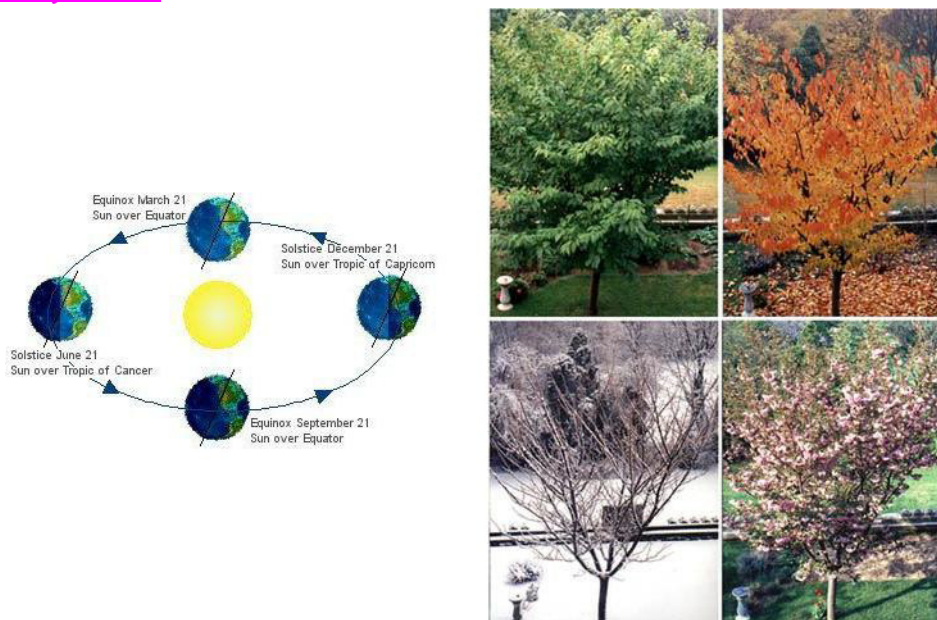 Equinox March 21
Sun over Equator
Solstice December 21
Sun over Tropic of Capricorn
Solstice June 21
Sun over Tropic of Cancer
Equinox September 21
Sun over Equator